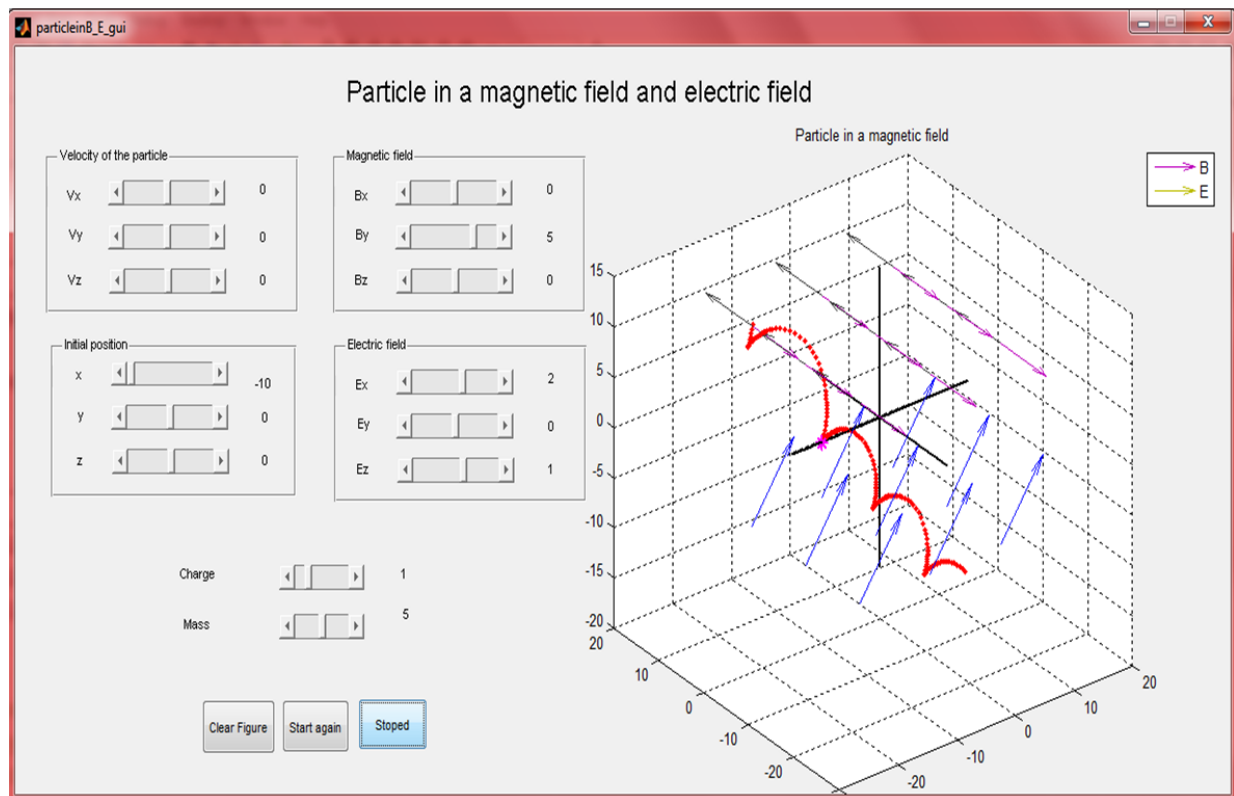 particleinB_E_gui
Particle in a magnetic field and electric field
Velocity of the particle
Vx 0
Vy 0
Vz 0
Magnetic field
Bx 0
By 5
Bz 0
Initial position
x -10
y 0
z 0
Electric field
Ex 2
Ey 0
Ez 1
Charge 1
Mass 5
Clear Figure Start again Stoped
Particle in a magnetic field
B
E
15
10
5
0
-5
-10
-15
-20
20
10
0
-10
-20
-20
-10
0
10
20